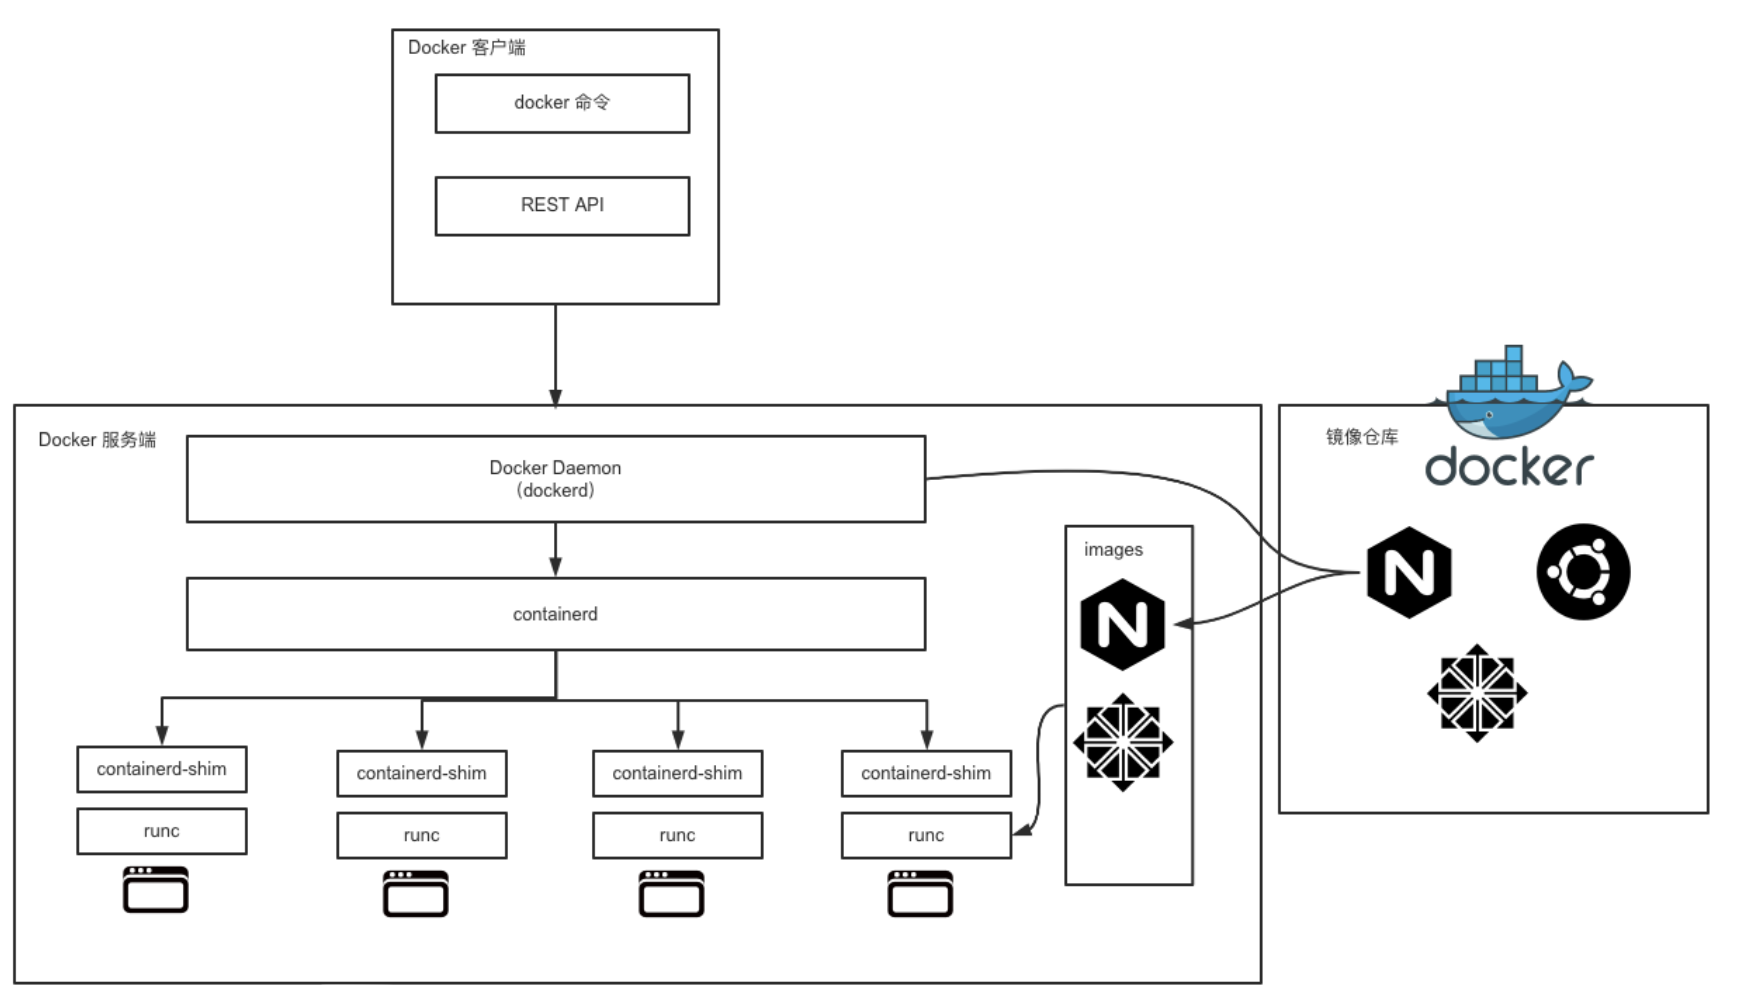 Docker 客户端
docker 命令
REST API
Docker 服务端
Docker Daemon
（dockerd）
containerd
containerd-shim
runc
containerd-shim
runc
containerd-shim
runc
containerd-shim
runc
images
N
镜像仓库
docker
N